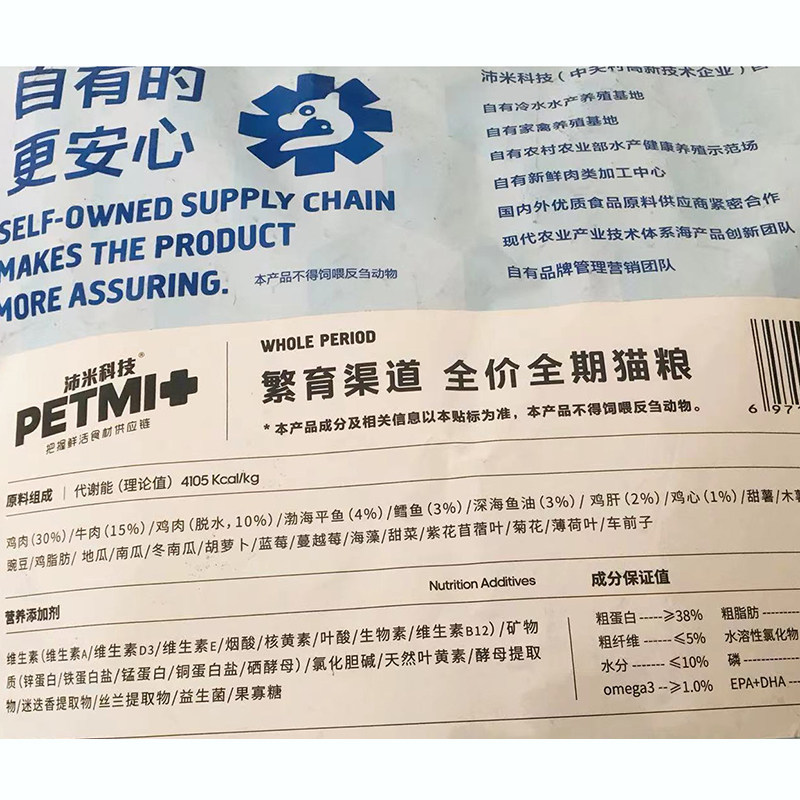 自有的
更安心
SELF-OWNED SUPPLY CHAIN
MAKES THE PRODUCT
MORE ASSURING.
本产品不得饲喂反刍动物
沛米科技（中关村高新技术企业）
自有冷水水产养殖基地
自有家禽养殖基地
自有农村农业部水产健康养殖示范场
自有新鲜肉类加工中心
国内外优质食品原料供应商紧密合作
现代农业产业技术体系海产品创新团队
自有品牌管理营销团队
沛米科技®
PETMI+
把握鲜活食材供应链
WHOLE PERIOD
繁育渠道 全价全期猫粮
*本产品成分及相关信息以本贴标为准，本产品不得饲喂反刍动物。
6 971
原料组成 | 代谢能（理论值）4105 Kcal/kg
鸡肉(30%)/牛肉(15%)/鸡肉(脱水,10%)/渤海平鱼(4%)/鳕鱼(3%)/深海鱼油(3%)/鸡肝(2%)/鸡心(1%)/甜薯/木薯
豌豆/鸡脂肪/地瓜/南瓜/冬南瓜/胡萝卜/蓝莓/蔓越莓/海藻/甜菜/紫花苜蓿叶/菊花/薄荷叶/车前子
营养添加剂
Nutrition Additives
维生素(维生素A/维生素D3/维生素E/烟酸/核黄素/叶酸/生物素/维生素B12)/矿物
质(锌蛋白/铁蛋白盐/锰蛋白/铜蛋白盐/硒酵母)/氯化胆碱/天然叶黄素/酵母提取
物/迷迭香提取物/丝兰提取物/益生菌/果寡糖
成分保证值
粗蛋白-----≥38% 粗脂肪
粗纤维-----≤5% 水溶性氯化物
水分-------≤10% 磷
omega3--≥1.0% EPA+DHA